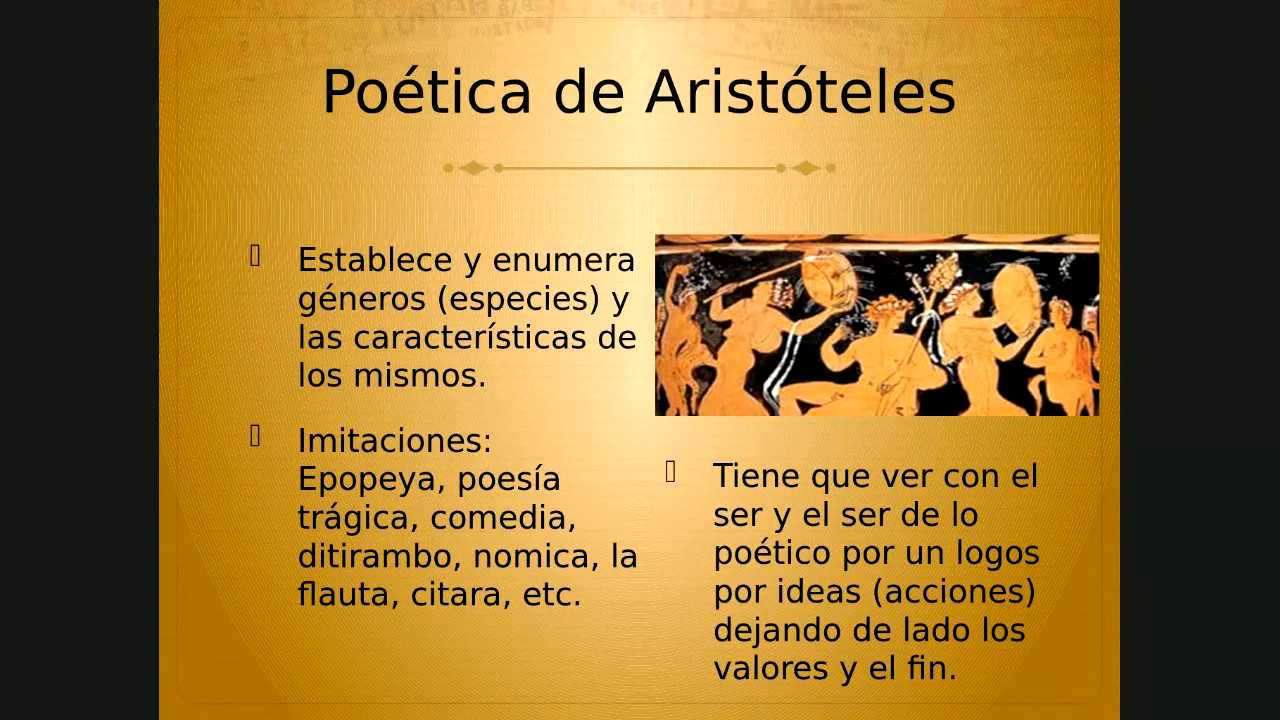 Poética de Aristóteles
Establece y enumera
géneros (especies) y
las características de
los mismos.
Imitaciones:
Epopeya, poesía
trágica, comedia,
ditirambo, nomica, la
flauta, citara, etc.
Tiene que ver con el
ser y el ser de lo
poético por un logos
por ideas (acciones)
dejando de lado los
valores y el fin.